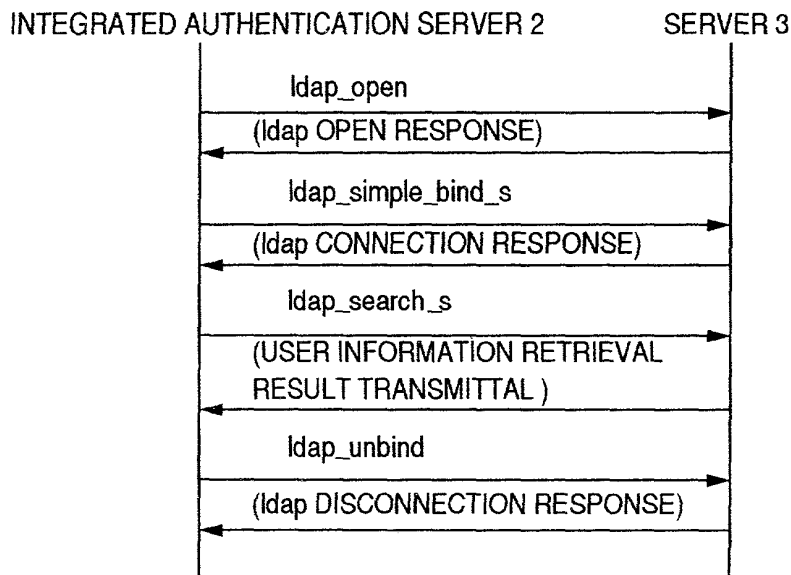 INTEGRATED AUTHENTICATION SERVER 2 SERVER 3
ldap_open
(ldap OPEN RESPONSE)
ldap_simple_bind_s
(ldap CONNECTION RESPONSE)
ldap_search_s
(USER INFORMATION RETRIEVAL
RESULT TRANSMITTAL )
ldap_unbind
(ldap DISCONNECTION RESPONSE)